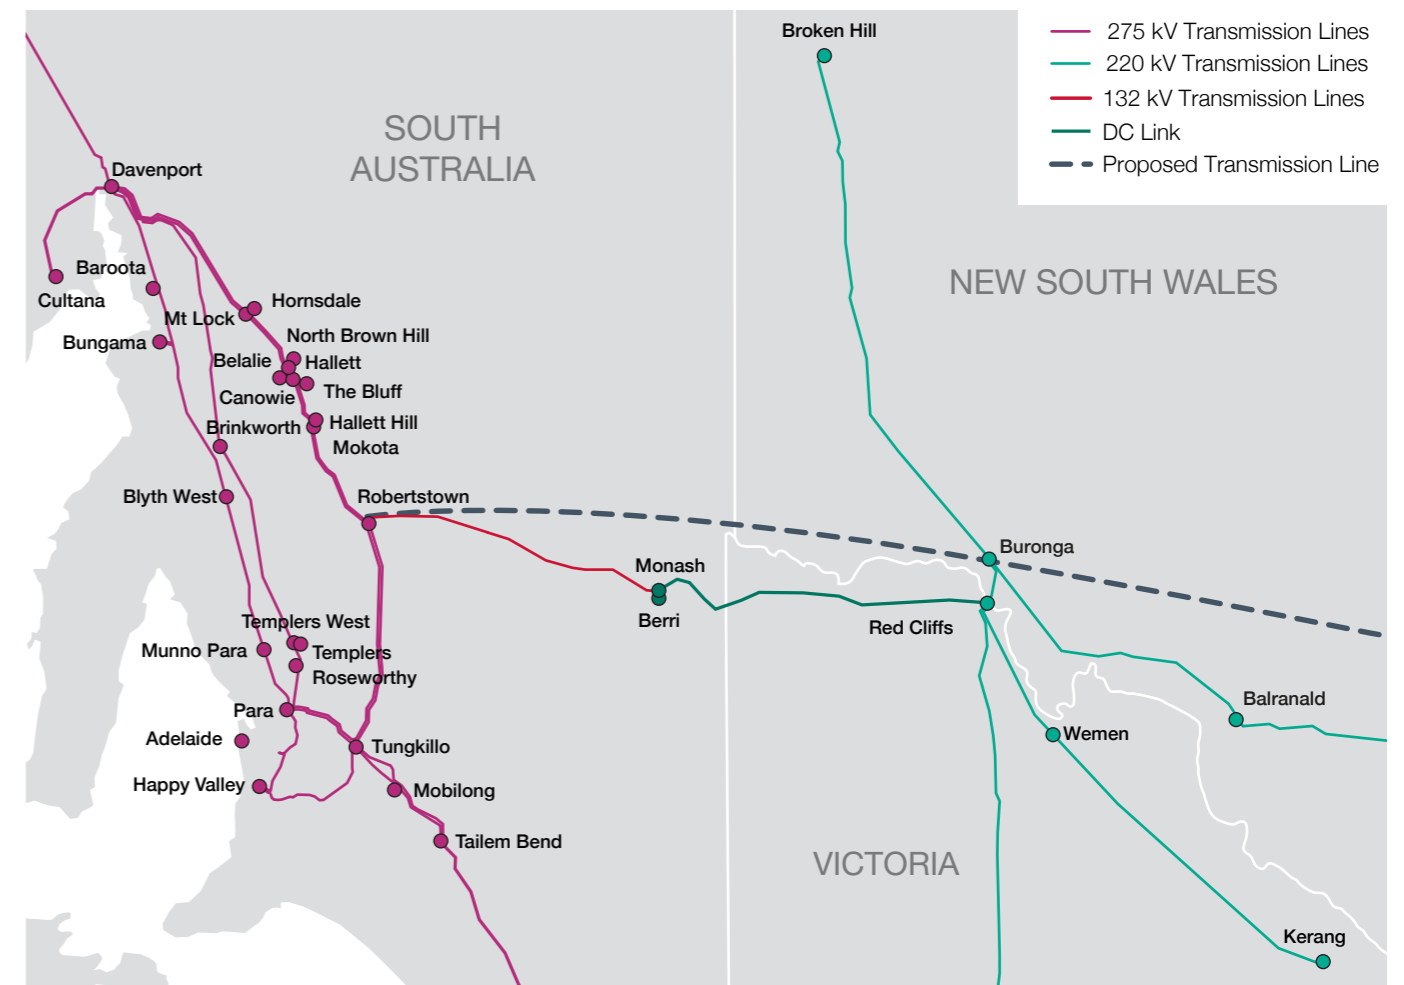 Broken Hill
275 kV Transmission Lines
220 kV Transmission Lines
132 kV Transmission Lines
DC Link
Proposed Transmission Line
SOUTH
AUSTRALIA
Davenport
Baroota
Cultana
Hornsdale
Mt Lock
NEW SOUTH WALES
Bungama
North Brown Hill
Belalie
Hallett
Canowie
The Bluff
Brinkworth
Hallett Hill
Mokota
Blyth West
Robertstown
Buronga
Monash
Berri
Red Cliffs
Templers West
Munno Para
Templers
Roseworthy
Para
Balranald
Adelaide
Tungkillo
Wemen
Happy Valley
Mobilong
Tailem Bend
VICTORIA
Kerang